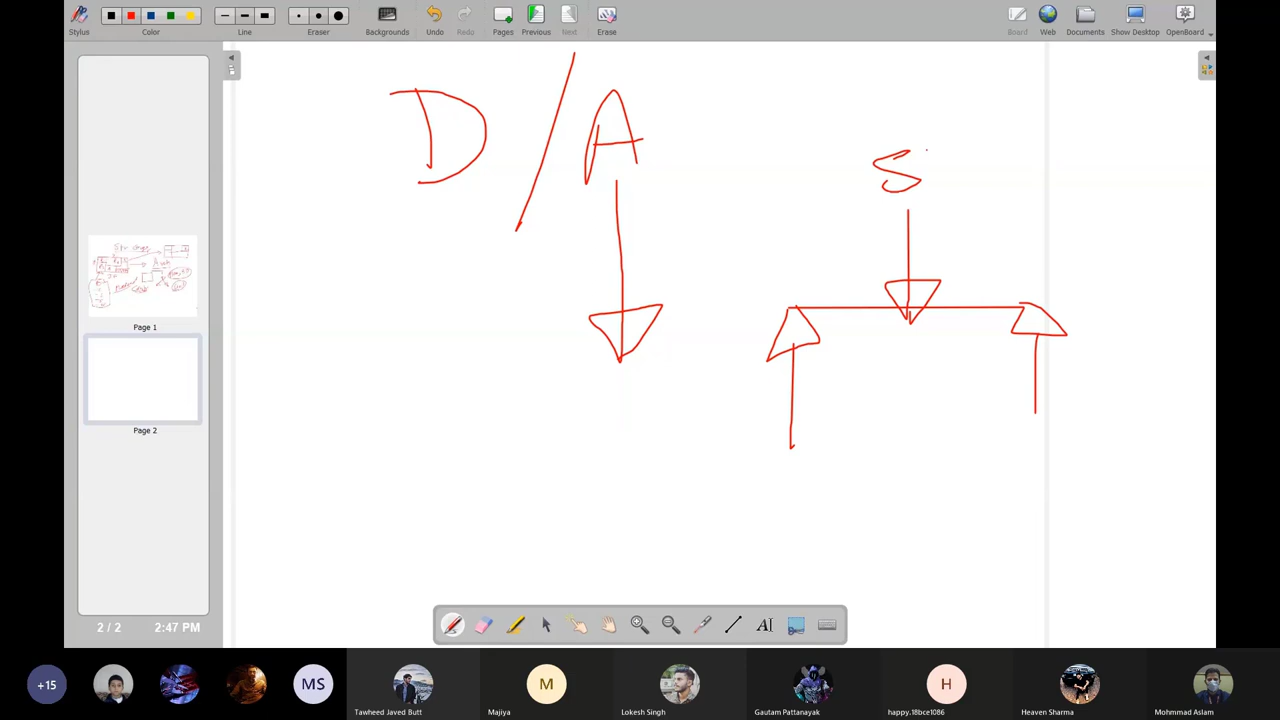 Stylus
Color
Line
Eraser
Backgrounds
Undo
Redo
Pages
Previous
Next
Erase
Board
Web
Documents
Show Desktop
OpenBoard
D/A
S
Page 1
Page 2
2 / 2
2:47 PM
AI
+15
MS
Tawheed Javed Butt
M
Majiya
Lokesh Singh
Gautam Pattanayak
H
happy.18bce1086
Heaven Sharma
Mohmmad Aslam